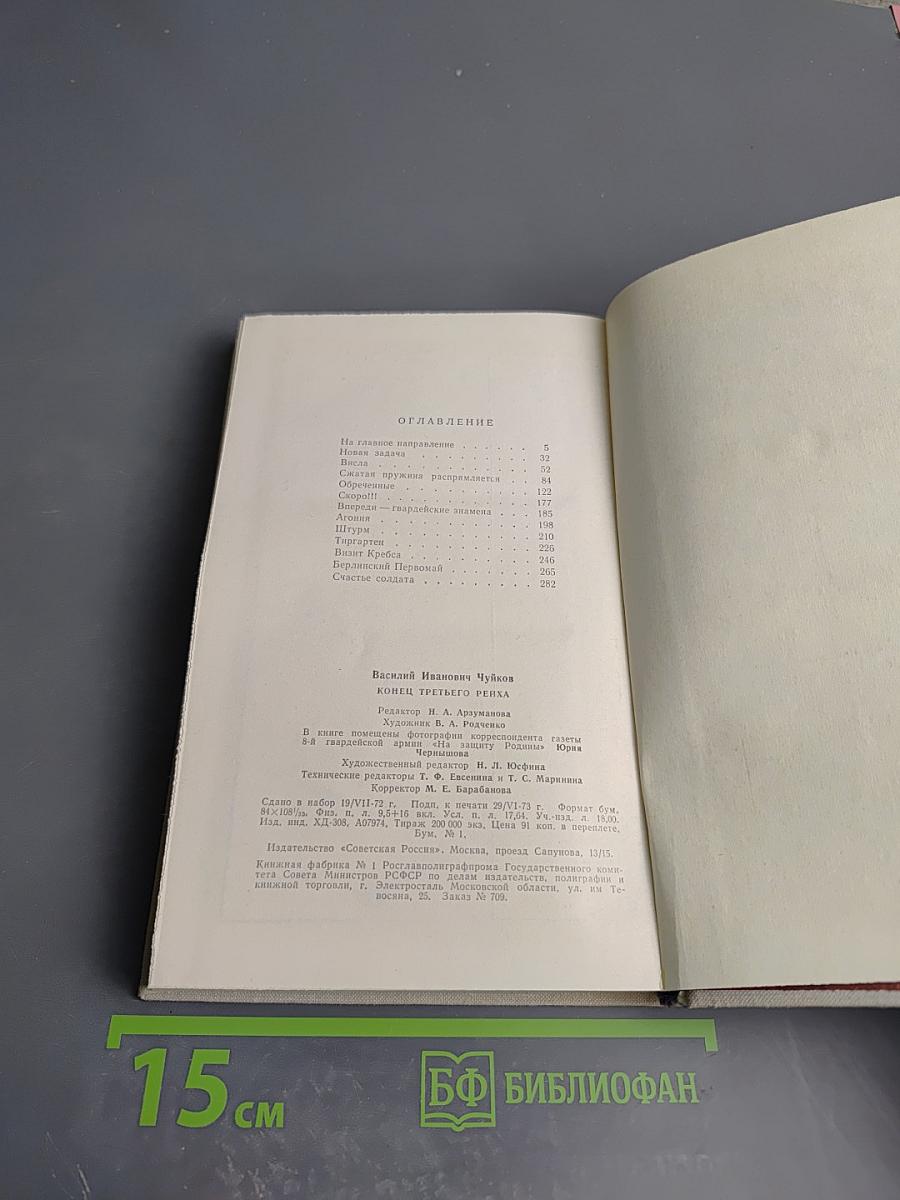 ОГЛАВЛЕНИЕ
На главное направление . . . . . . 5
Новая задача . . . . . . . . . 32
Висла . . . . . . . . . . . . 52
Сжатая пружина распрямляется . . 84
Обреченные . . . . . . . . . . 122
Скоро!!! . . . . . . . . . . . 177
Впереди — гвардейские знамена . . . 185
Агония . . . . . . . . . . . . 198
Штурм . . . . . . . . . . . . 210
Тиргартен . . . . . . . . . . . 226
Визит Кребса . . . . . . . . . . 246
Берлинский Первомай . . . . . . . 265
Счастье солдата . . . . . . . . . 282
Василий Иванович Чуйков
КОНЕЦ ТРЕТЬЕГО РЕЙХА
Редактор Н. А. Арзуманова
Художник В. А. Родченко
В книге помещены фотографии корреспондента газеты
8-й гвардейской армии «На защиту Родины» Юрия
Чернышова
Художественный редактор Н. Л. Юсфина
Технические редакторы Т. Ф. Евсенина и Т. С. Маринина
Корректор М. Е. Барабанова
Сдано в набор 19/VII-72 г. Подп. к печати 29/VI-73 г. Формат бум.
84×108¹/₃₂. Физ. п. л. 9,5+16 вкл. Усл. п. л. 17,64. Уч.-изд. л. 18,00.
Изд. инд. ХД-308, А07974, Тираж 200 000 экз. Цена 91 коп. в переплете.
Бум. № 1.
Издательство «Советская Россия». Москва, проезд Сапунова, 13/15.
Книжная фабрика № 1 Росглавполиграфпрома Государственного коми-
тета Совета Министров РСФСР по делам издательств, полиграфии и
книжной торговли, г. Электросталь Московской области, ул. им Те-
восяна, 25. Заказ № 709.
15 см
БФ БИБЛИОФАН